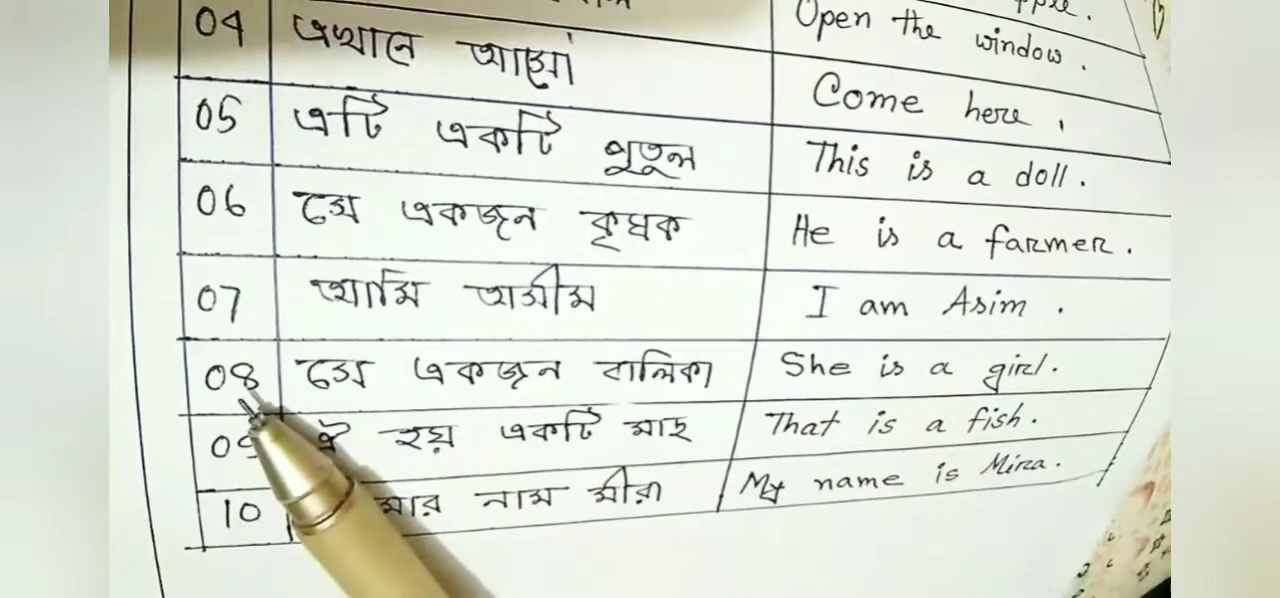 Open the window.
04 এখানে আসো Come here.
05 এটি একটি পুতুল This is a doll.
06 সে একজন কৃষক He is a farmer.
07 আমি অসীম I am Asim.
08 সে একজন বালিকা She is a girl.
09 ঐ হয় একটি মাছ That is a fish.
10 মার নাম মীরা My name is Mira.